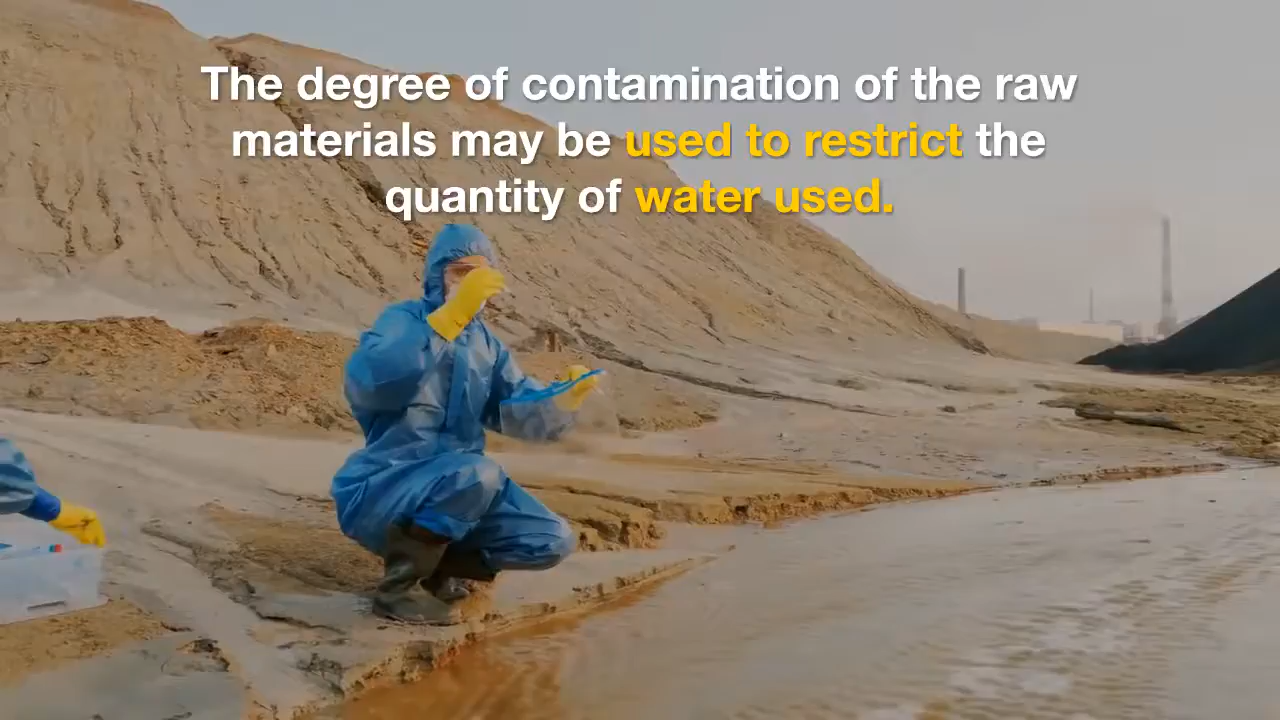 The degree of contamination of the raw
materials may be used to restrict the
quantity of water used.